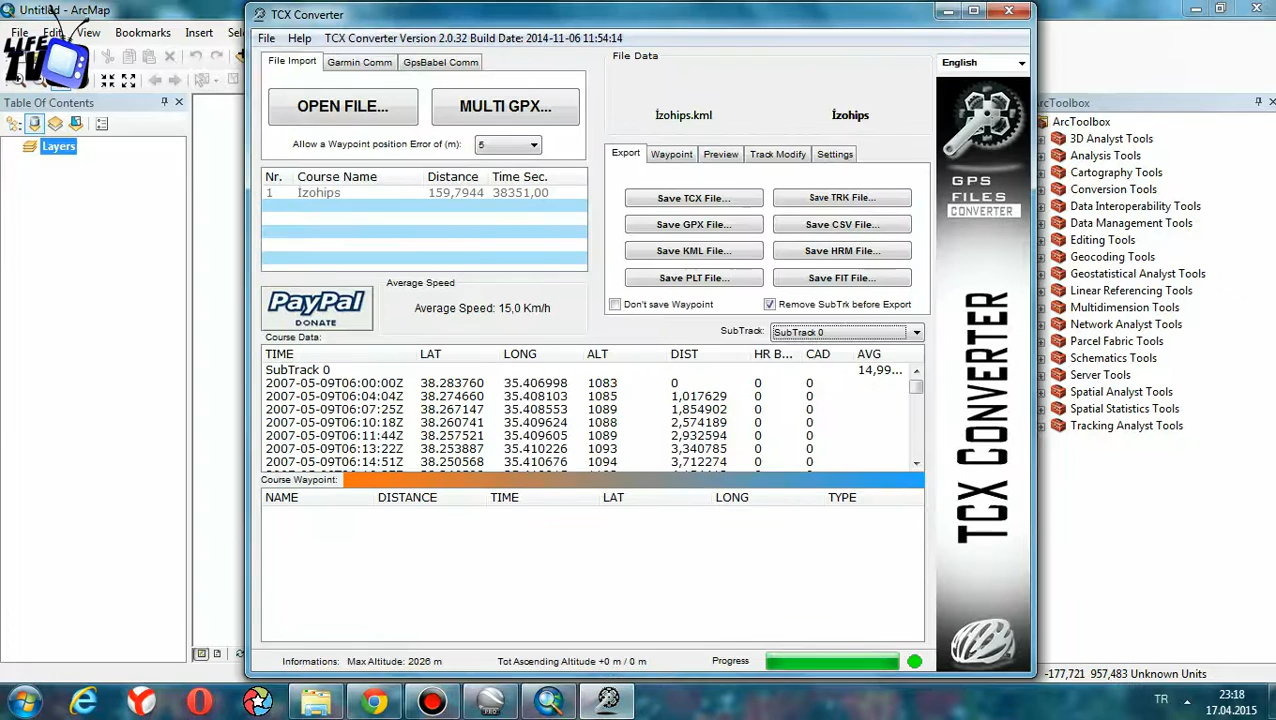 Untitled - ArcMap
File Edit View Bookmarks Insert
LIFE TV
Table Of Contents
Layers
TCX Converter
File Help TCX Converter Version 2.0.32 Build Date: 2014-11-06 11:54:14
File Import Garmin Comm GpsBabel Comm
OPEN FILE... MULTI GPX...
Allow a Waypoint position Error of (m): 5
Nr. Course Name Distance Time Sec.
1 İzohips 159,7944 38351,00
PayPal
DONATE
Average Speed
Average Speed: 15,0 Km/h
File Data
İzohips.kml İzohips
Export Waypoint Preview Track Modify Settings
Save TCX File... Save TRK File...
Save GPX File... Save CSV File...
Save KML File... Save HRM File...
Save PLT File... Save FIT File...
Don't save Waypoint Remove SubTrk before Export
SubTrack: SubTrack 0
Course Data:
TIME LAT LONG ALT DIST HR B... CAD AVG
SubTrack 0 14,99...
2007-05-09T06:00:00Z 38.283760 35.406998 1083 0 0 0
2007-05-09T06:04:04Z 38.274660 35.408103 1085 1,017629 0 0
2007-05-09T06:07:25Z 38.267147 35.408553 1089 1,854902 0 0
2007-05-09T06:10:18Z 38.260741 35.409624 1088 2,574189 0 0
2007-05-09T06:11:44Z 38.257521 35.409605 1089 2,932594 0 0
2007-05-09T06:13:22Z 38.253887 35.410220 1093 3,340785 0 0
2007-05-09T06:14:51Z 38.250568 35.410675 1094 3,712274 0 0
Course Waypoint:
NAME DISTANCE TIME LAT LONG TYPE
Informations: Max Altitude: 2026 m Tot Ascending Altitude +0 m / 0 m Progress
English
GPS
FILES
CONVERTER
TCX CONVERTER
ArcToolbox
ArcToolbox
3D Analyst Tools
Analysis Tools
Cartography Tools
Conversion Tools
Data Interoperability Tools
Data Management Tools
Editing Tools
Geocoding Tools
Geostatistical Analyst Tools
Linear Referencing Tools
Multidimension Tools
Network Analyst Tools
Parcel Fabric Tools
Schematics Tools
Server Tools
Spatial Analyst Tools
Spatial Statistics Tools
Tracking Analyst Tools
-177,721 957,483 Unknown Units
TR 23:18
17.04.2015